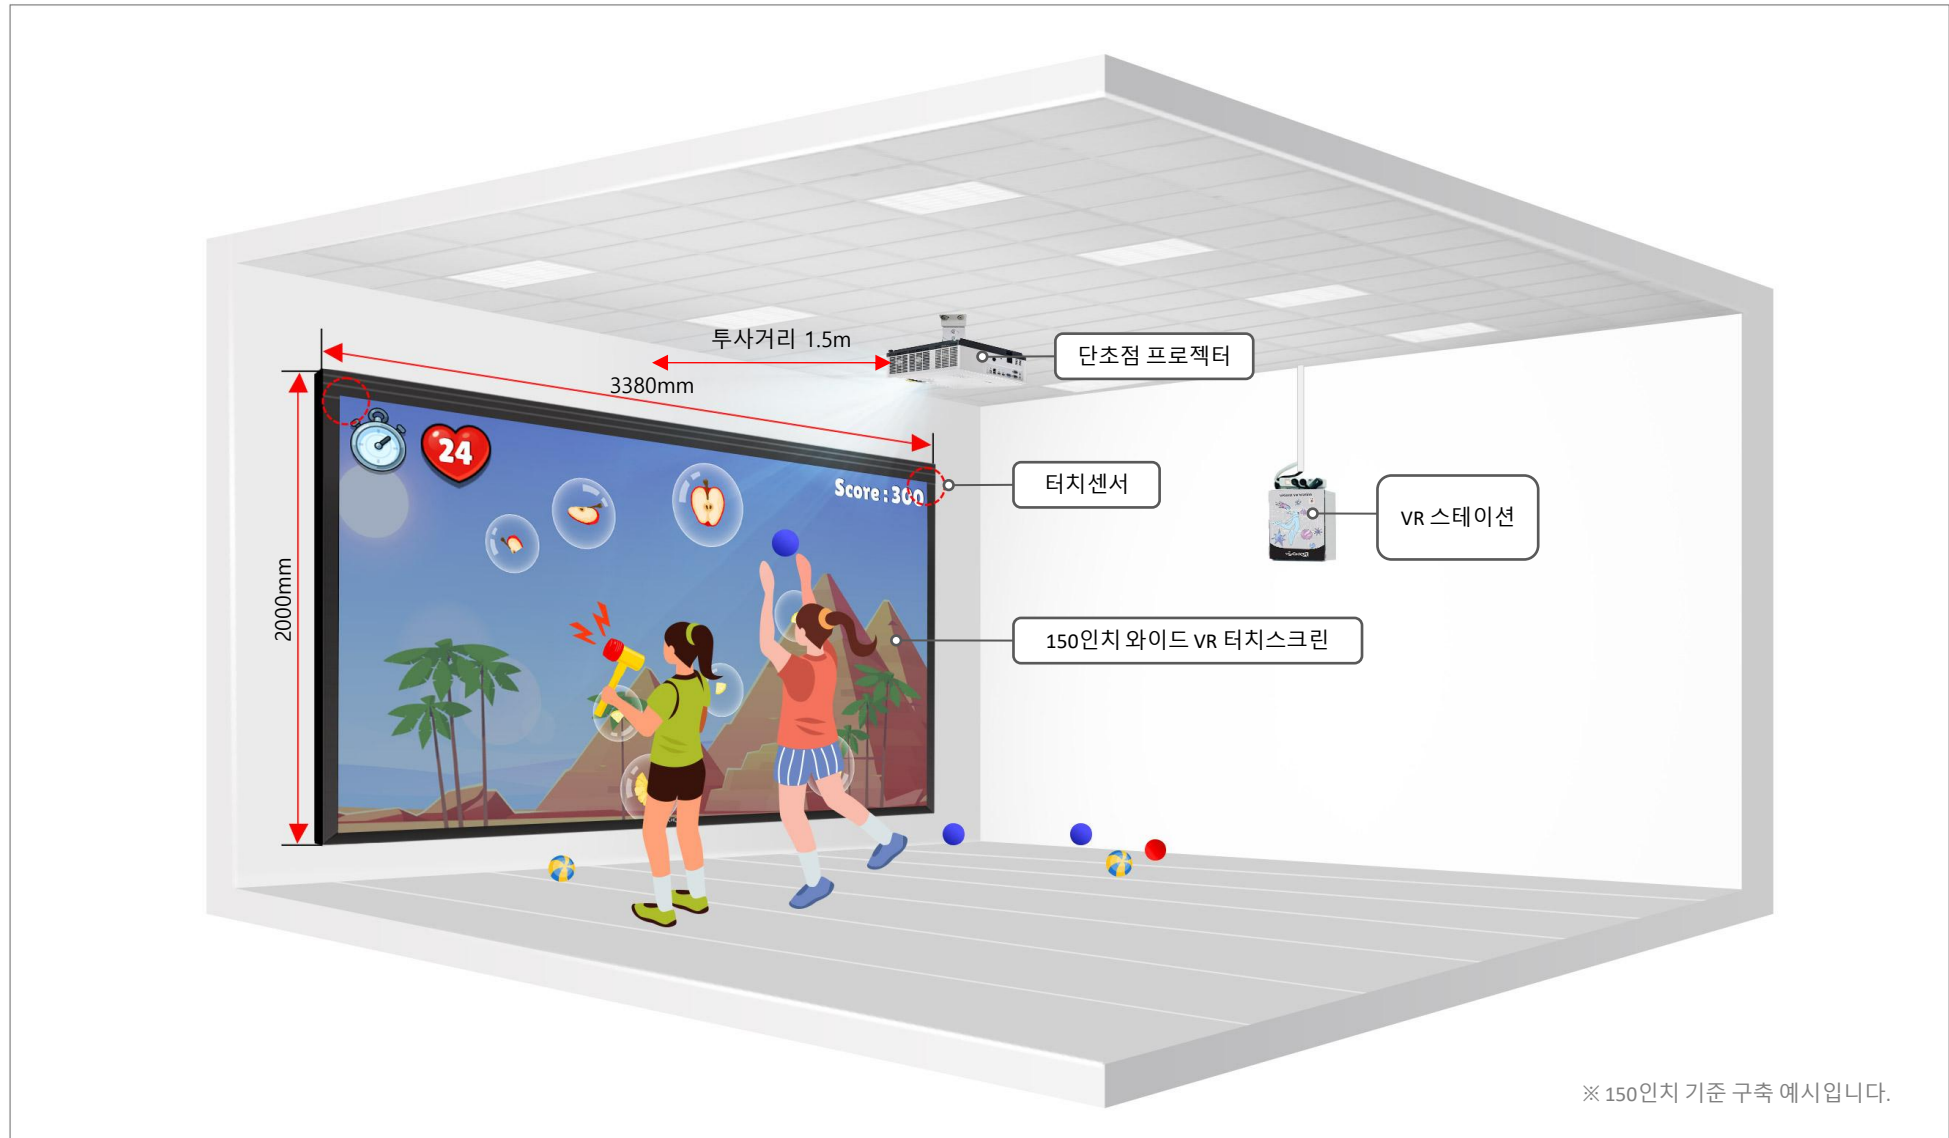 투사거리 1.5m
단초점 프로젝터
3380mm
24
Score : 300
터치센서
VR 스테이션
2000mm
150인치 와이드 VR 터치스크린
※ 150인치 기준 구축 예시입니다.